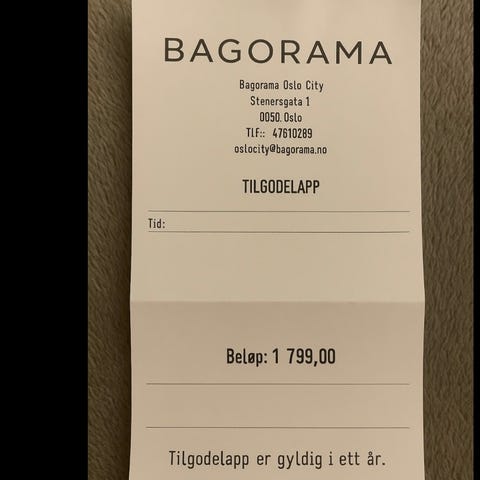 BAGORAMA
Bagorama Oslo City
Stenersgata 1
0050. Oslo
Tlf:: 47610289
oslocity@bagorama.no
TILGODELAPP
Tid:
Beløp: 1 799,00
Tilgodelapp er gyldig i ett år.